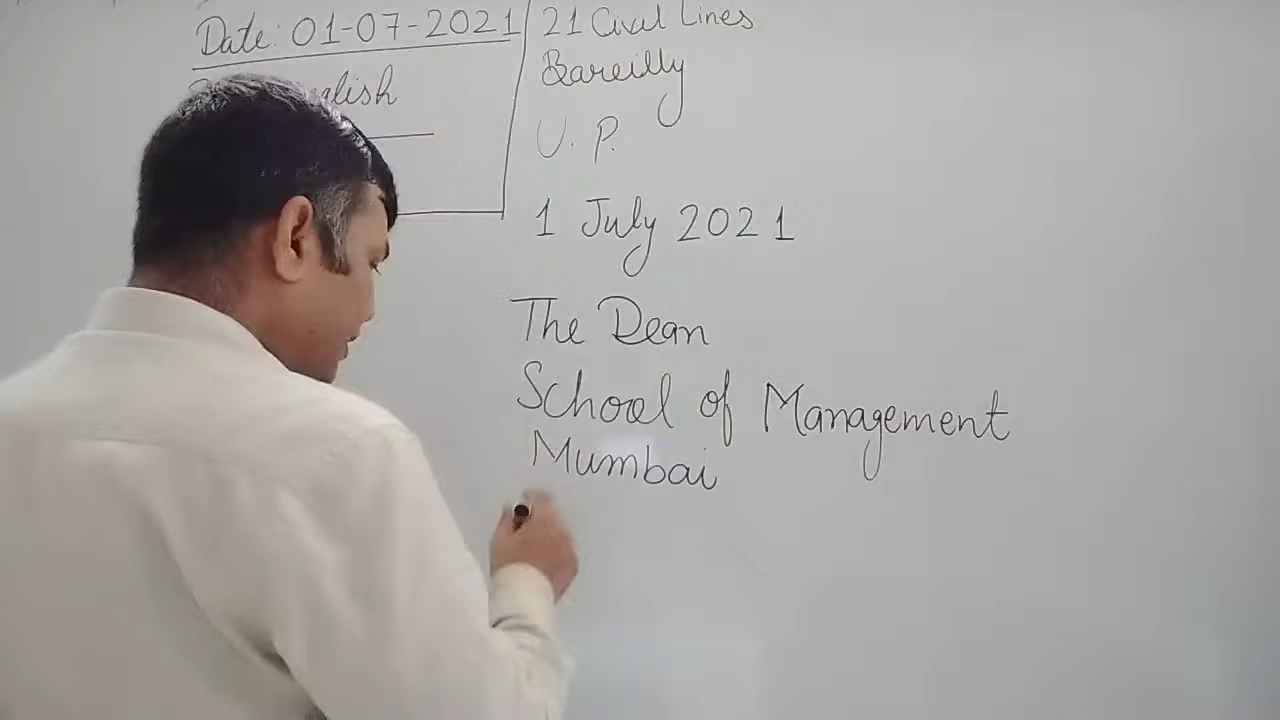 Date: 01-07-2021
21 Civil Lines
Bareilly
U. P.
1 July 2021
The Dean
School of Management
Mumbai